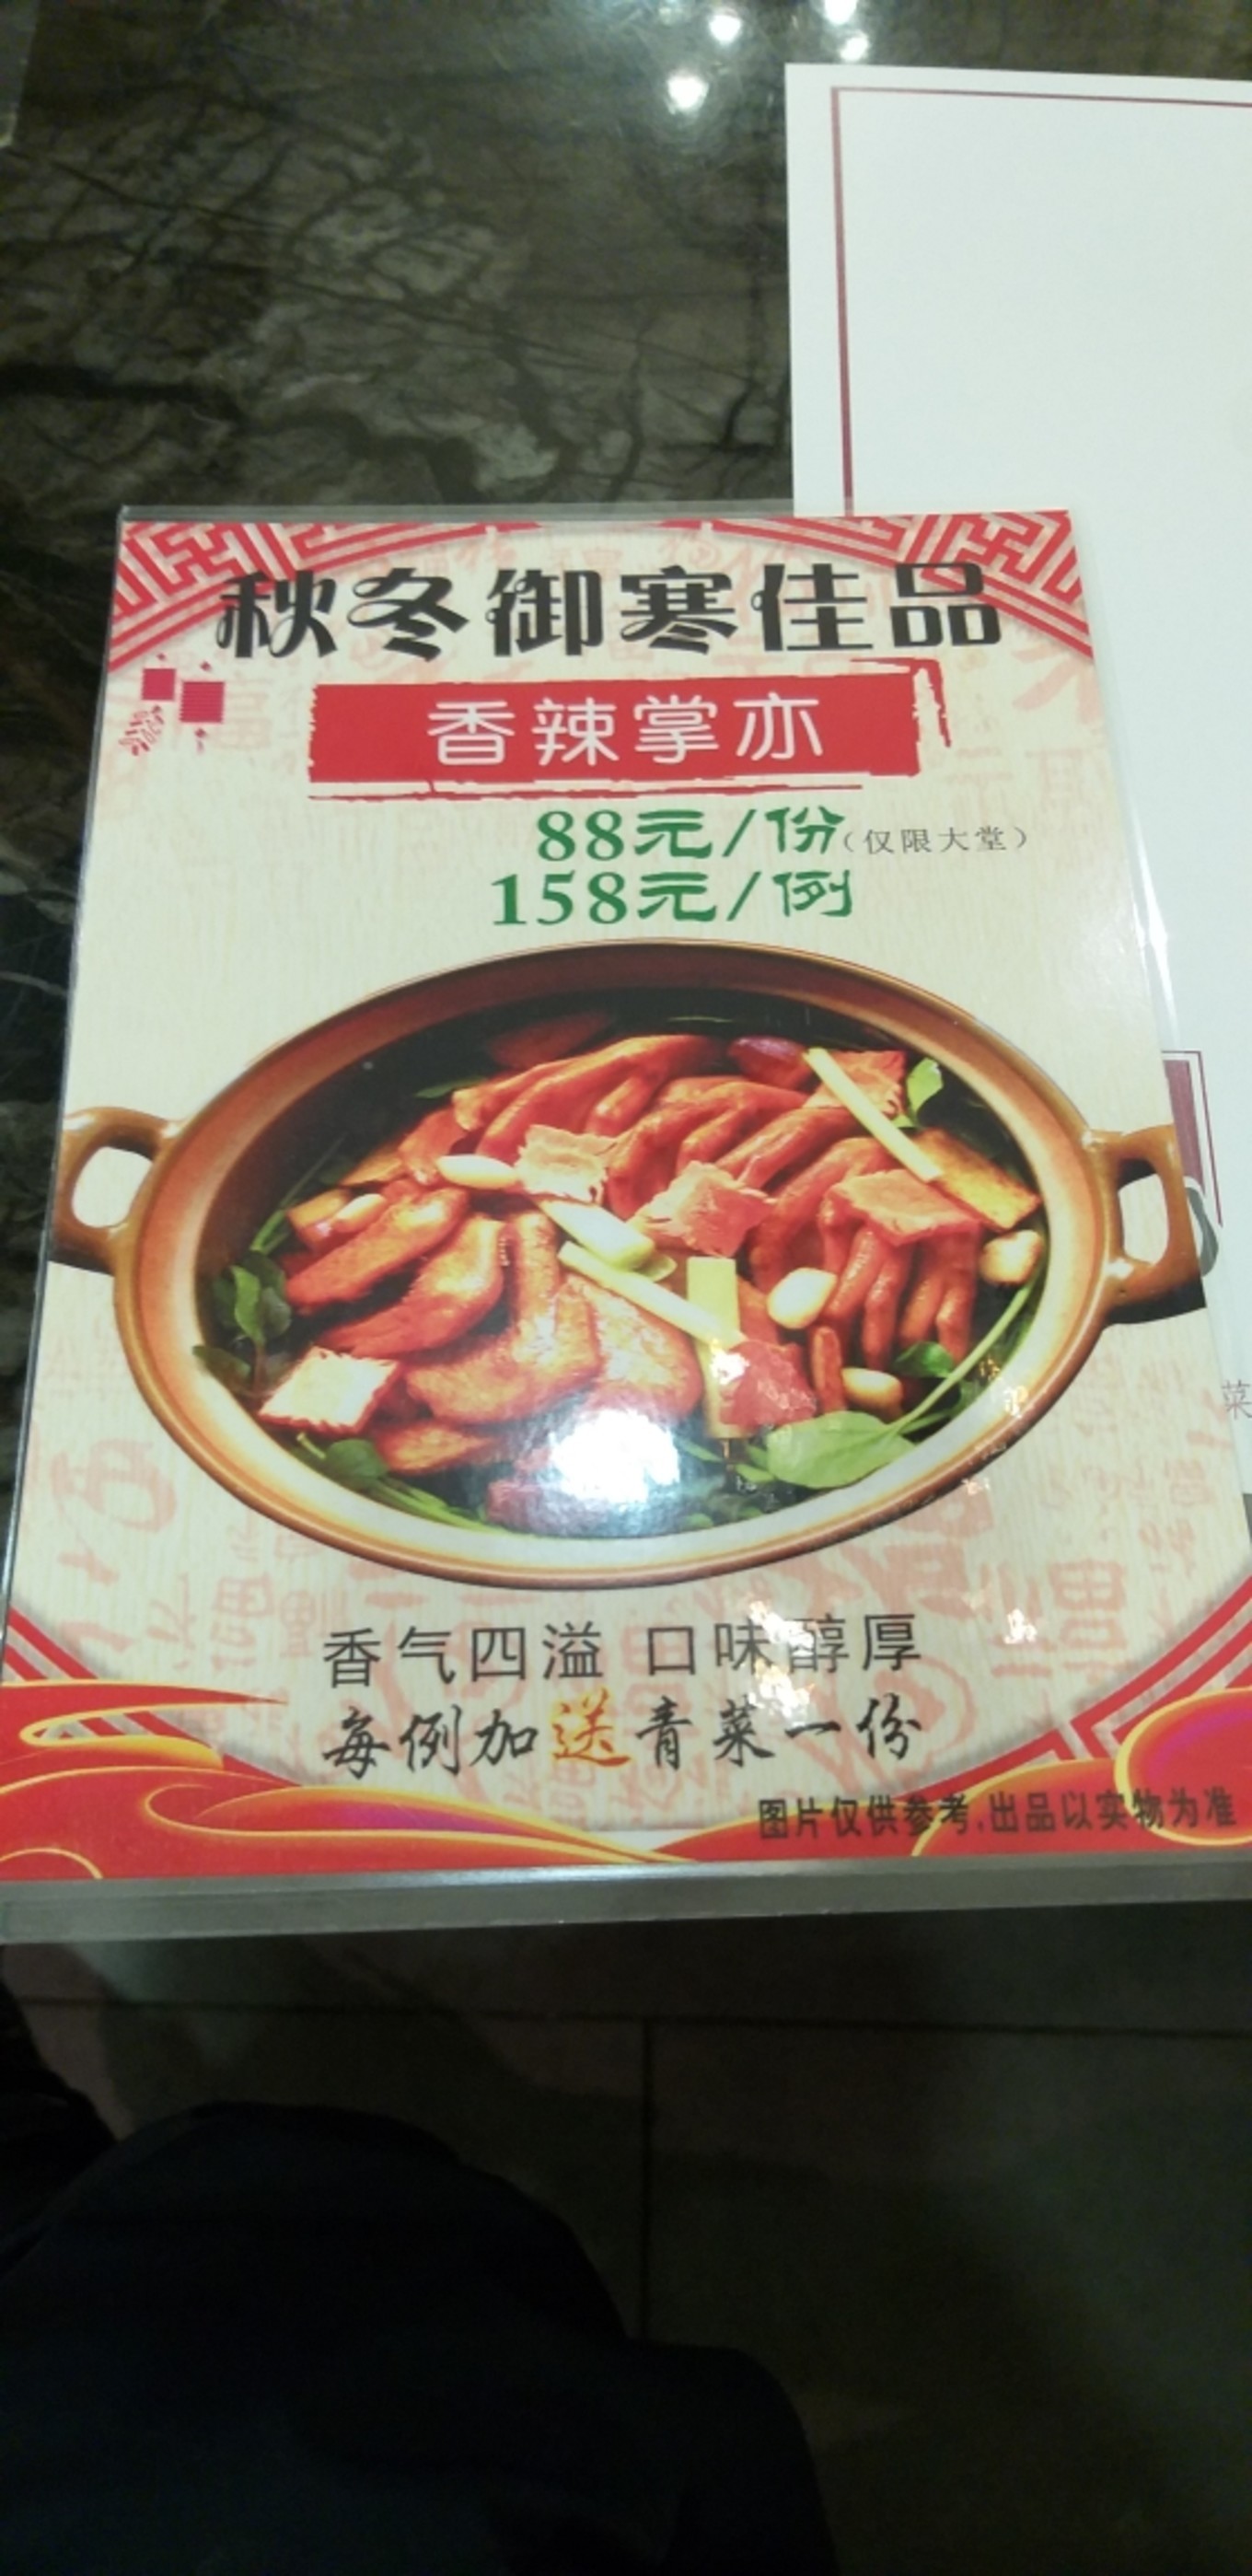 秋冬御寒佳品
香辣掌亦
88元/份（仅限大堂）
158元/例
香气四溢 口味醇厚
每例加送青菜一份
图片仅供参考,出品以实物为准
菜